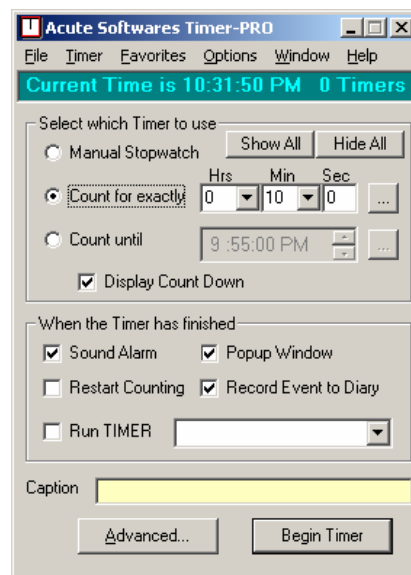 Acute Softwares Timer-PRO
File Timer Favorites Options Window Help
Current Time is 10:31:50 PM 0 Timers
Select which Timer to use
Manual Stopwatch Show All Hide All
Hrs Min Sec
Count for exactly 0 10 0 ...
Count until 9 :55:00 PM ...
Display Count Down
When the Timer has finished
Sound Alarm Popup Window
Restart Counting Record Event to Diary
Run TIMER
Caption
Advanced... Begin Timer